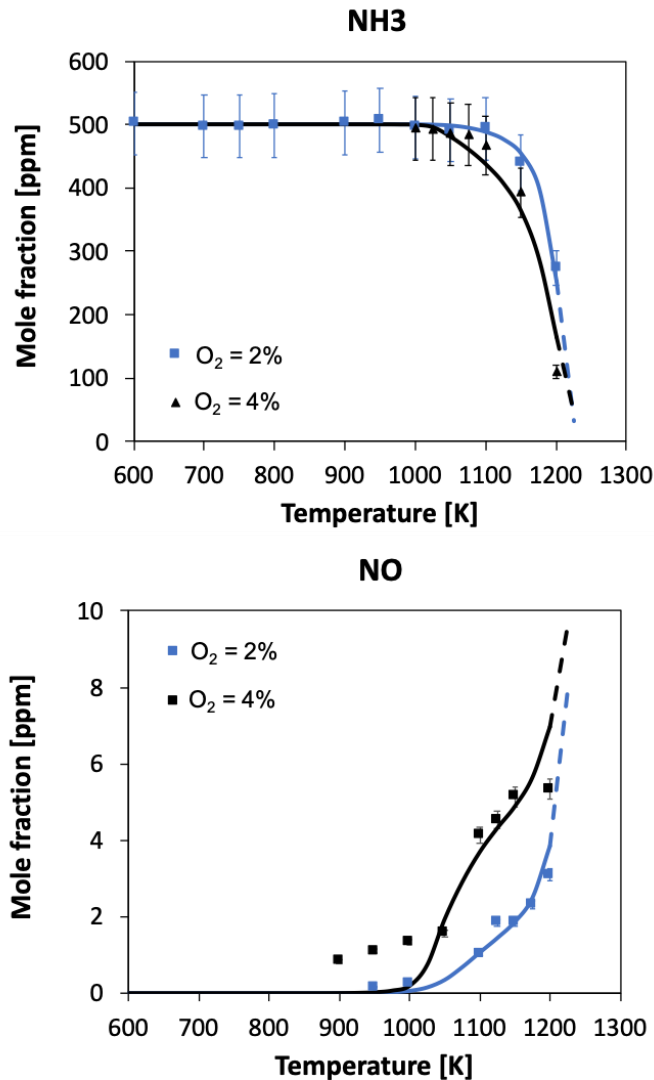 NH3
600
500
400
300
200
100
0
Mole fraction [ppm]
O₂ = 2%
O₂ = 4%
600 700 800 900 1000 1100 1200 1300
Temperature [K]
NO
10
8
6
4
2
0
Mole fraction [ppm]
O₂ = 2%
O₂ = 4%
600 700 800 900 1000 1100 1200 1300
Temperature [K]